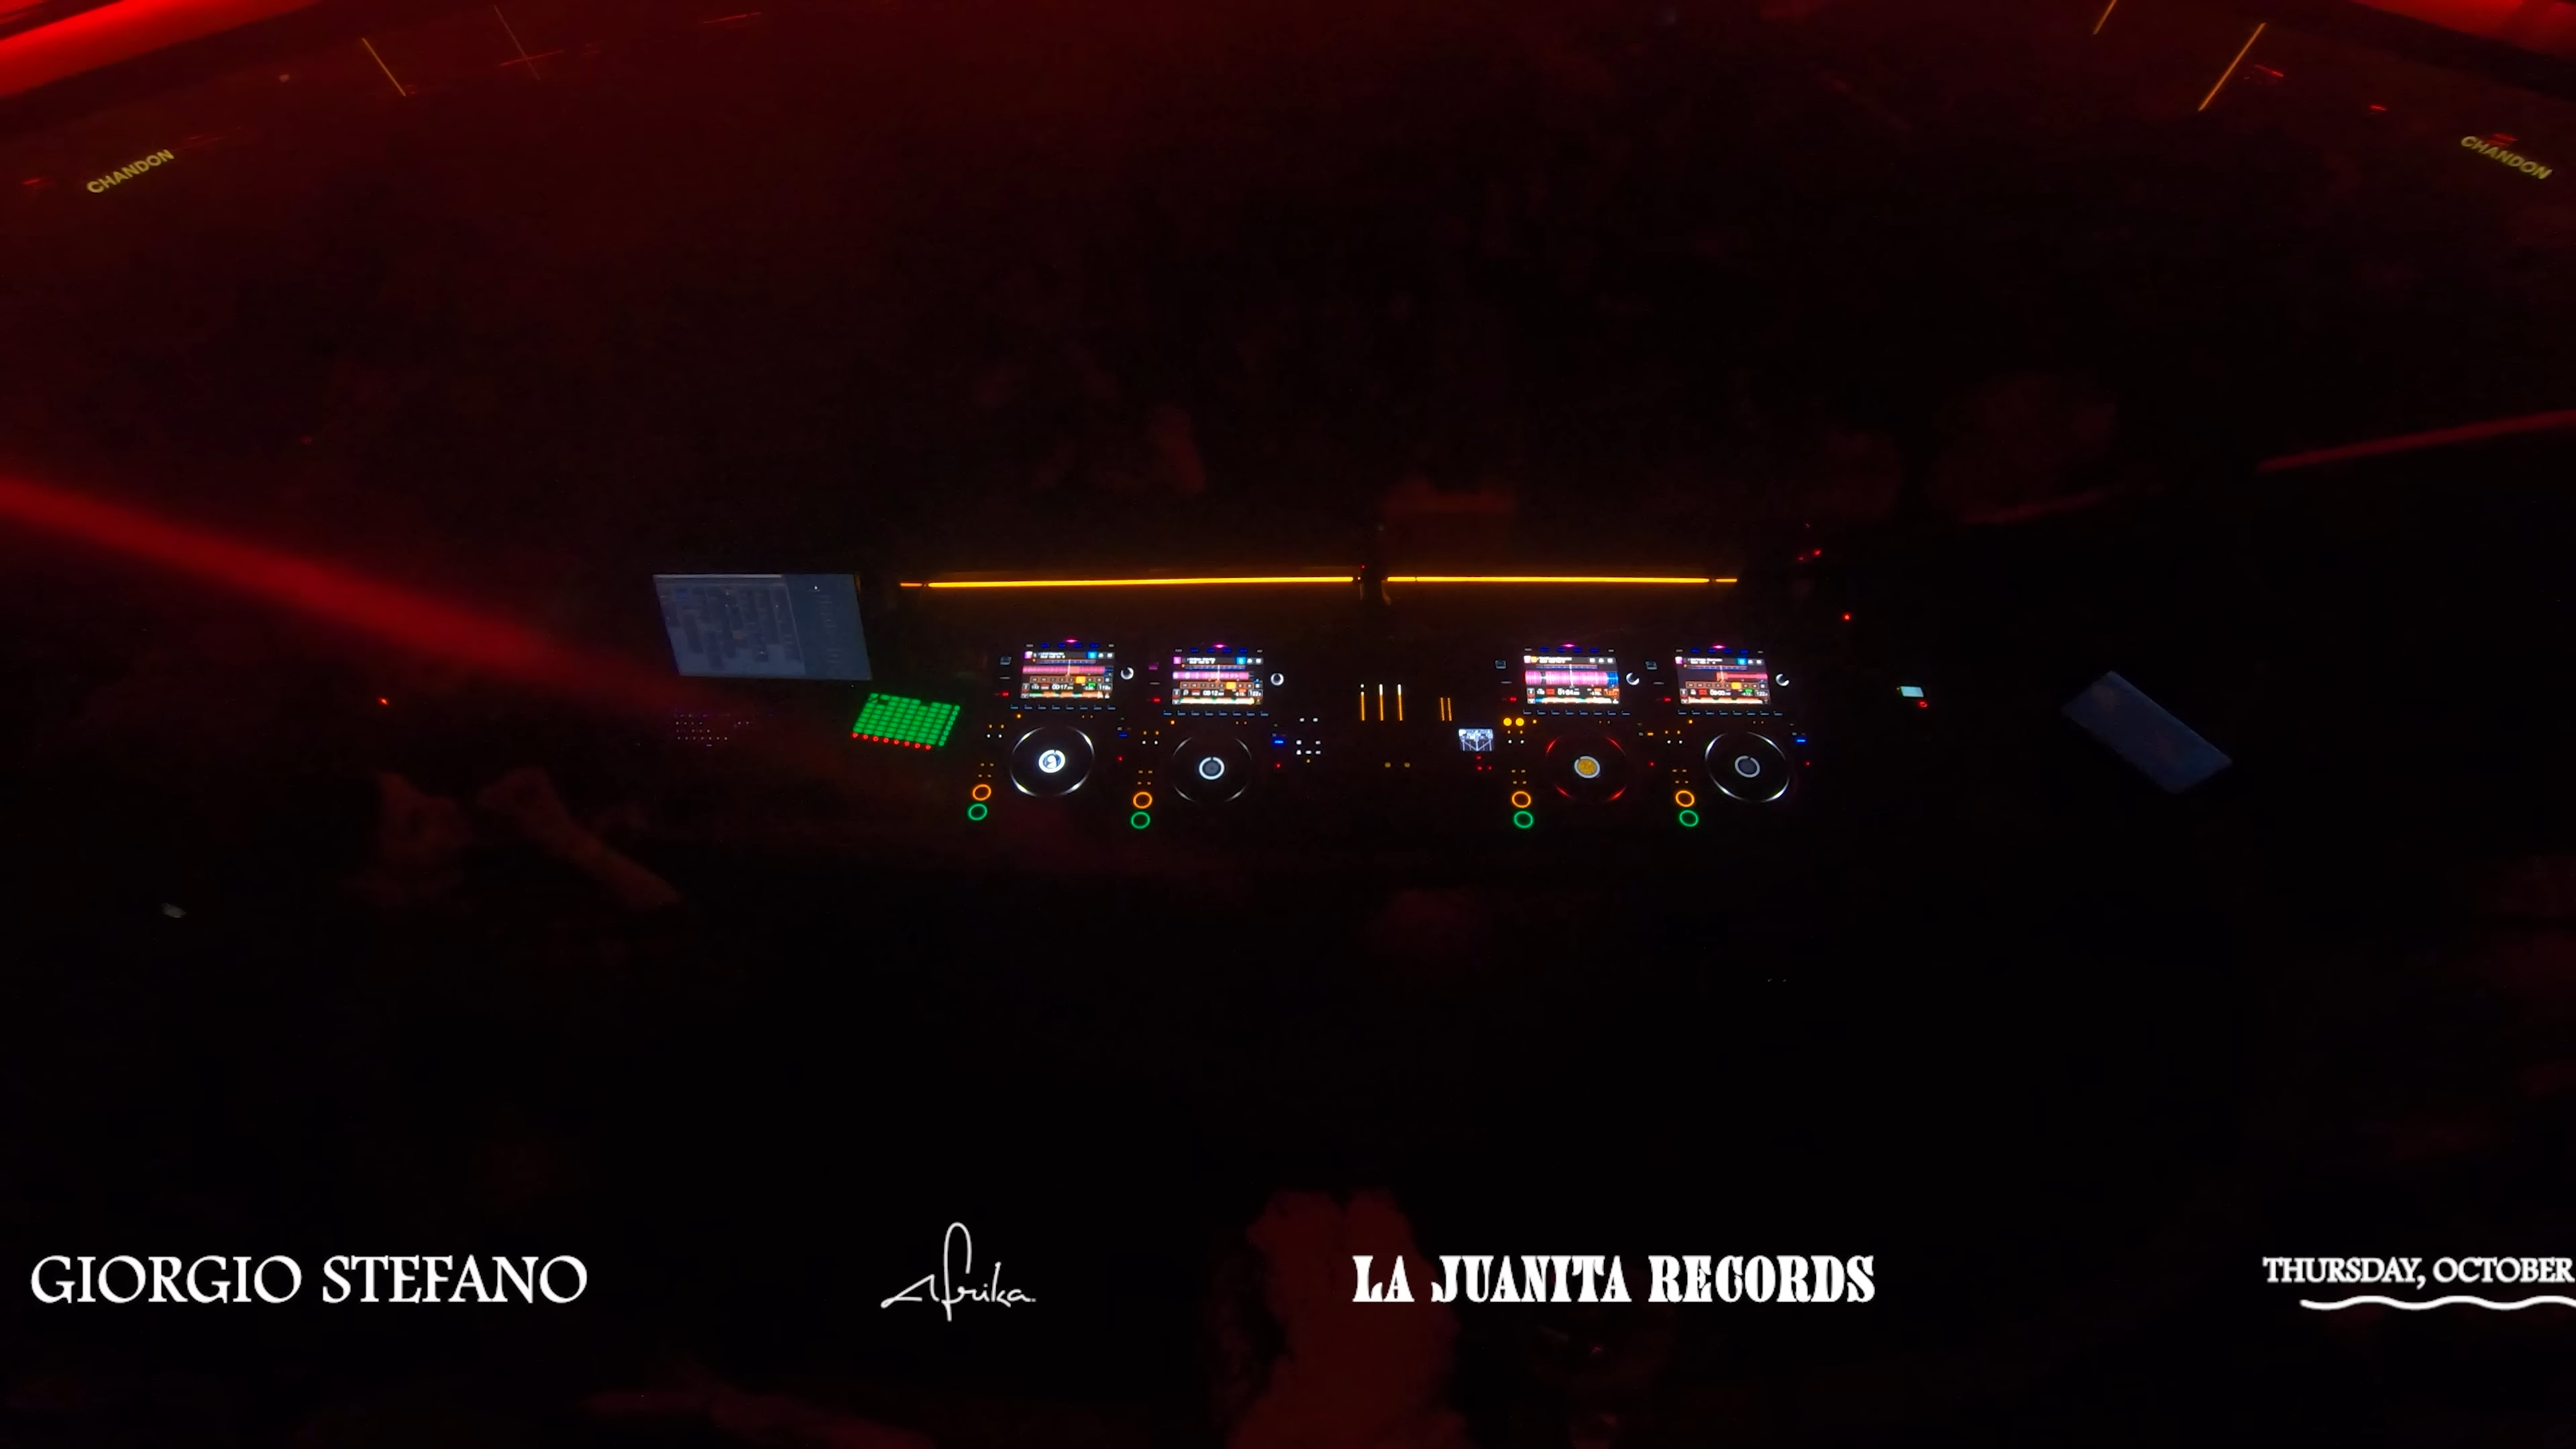 CHANDON
CHANDON
GIORGIO STEFANO
Afrika
LA JUANITA RECORDS
THURSDAY, OCTOBER